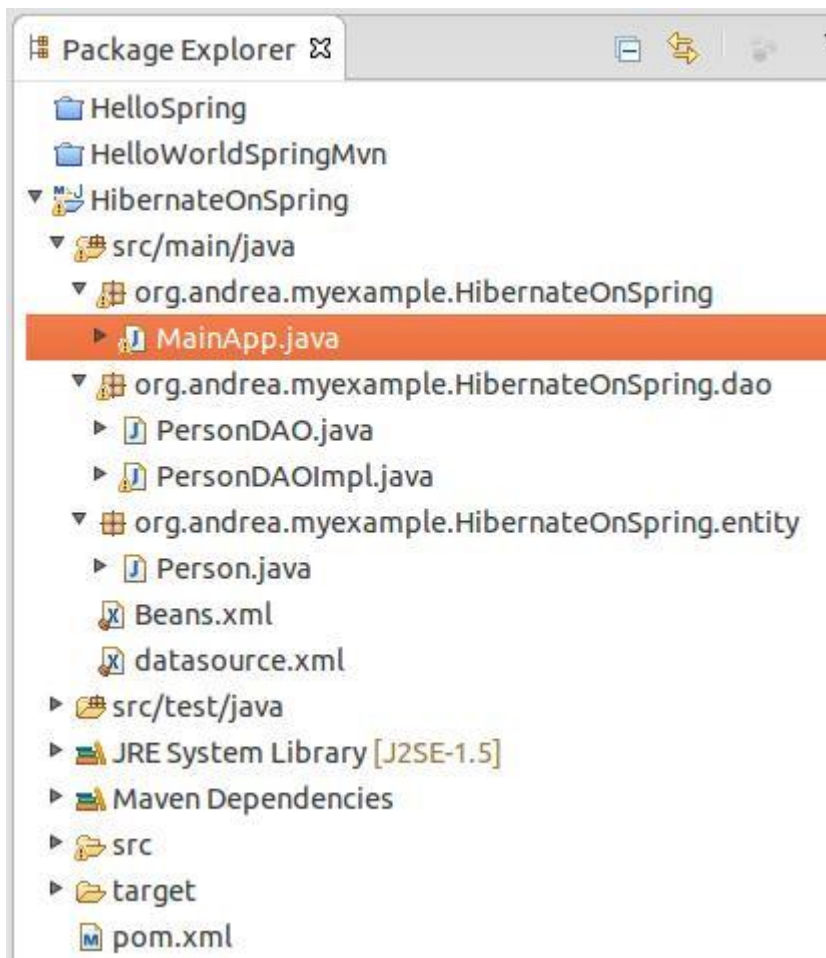 Package Explorer
HelloSpring
HelloWorldSpringMvn
HibernateOnSpring
src/main/java
org.andrea.myexample.HibernateOnSpring
MainApp.java
org.andrea.myexample.HibernateOnSpring.dao
PersonDAO.java
PersonDAOImpl.java
org.andrea.myexample.HibernateOnSpring.entity
Person.java
Beans.xml
datasource.xml
src/test/java
JRE System Library [J2SE-1.5]
Maven Dependencies
src
target
pom.xml